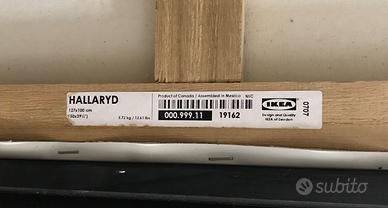 HALLARYD
127x100 cm
(50x39¼")
5.72 kg / 12.61 lbs
Product of Canada / Assembled in Mexico NVC
000.999.11 19162
IKEA
Design and Quality
IKEA of Sweden
0707
subito